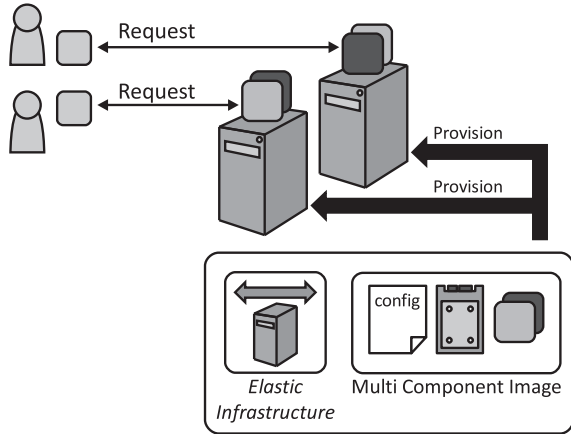 Request
Request
Provision
Provision
config
Elastic
Infrastructure
Multi Component Image